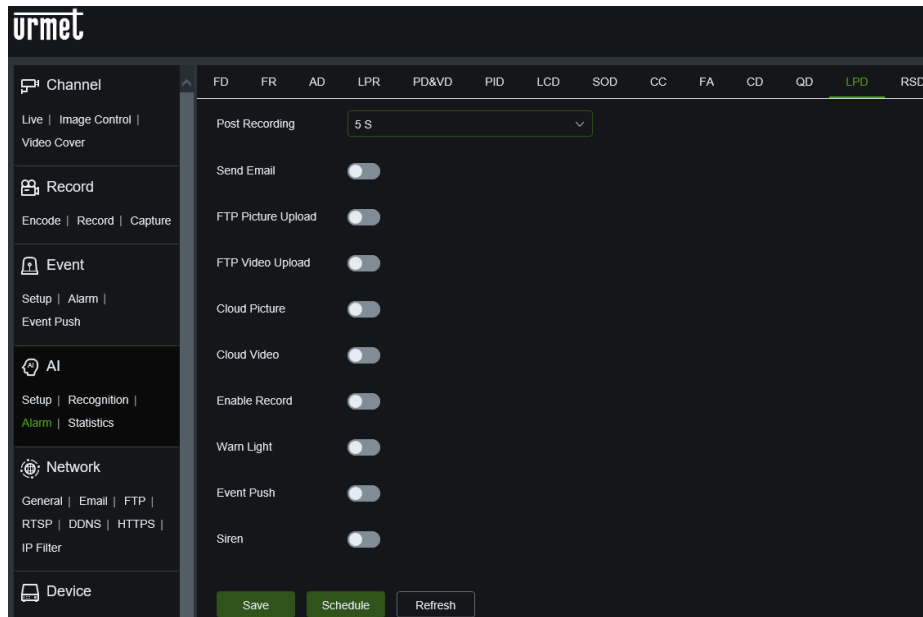 urmet
Channel
Live | Image Control |
Video Cover
Record
Encode | Record | Capture
Event
Setup | Alarm |
Event Push
AI
Setup | Recognition |
Alarm | Statistics
Network
General | Email | FTP |
RTSP | DDNS | HTTPS |
IP Filter
Device
FD FR AD LPR PD&VD PID LCD SOD CC FA CD QD LPD RSD
Post Recording 5 S
Send Email
FTP Picture Upload
FTP Video Upload
Cloud Picture
Cloud Video
Enable Record
Warn Light
Event Push
Siren
Save Schedule Refresh